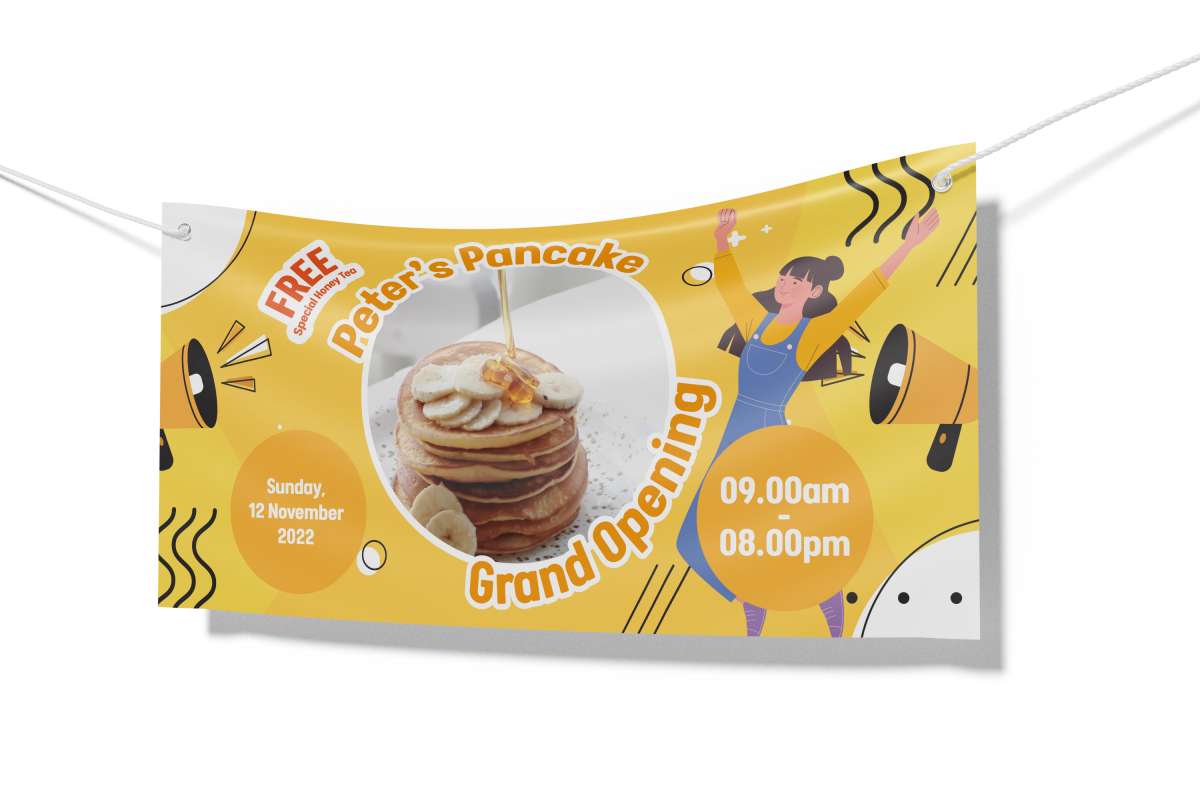 FREE
Special Honey Tea
Peter's Pancake
Grand Opening
Sunday,
12 November
2022
09.00am
-
08.00pm